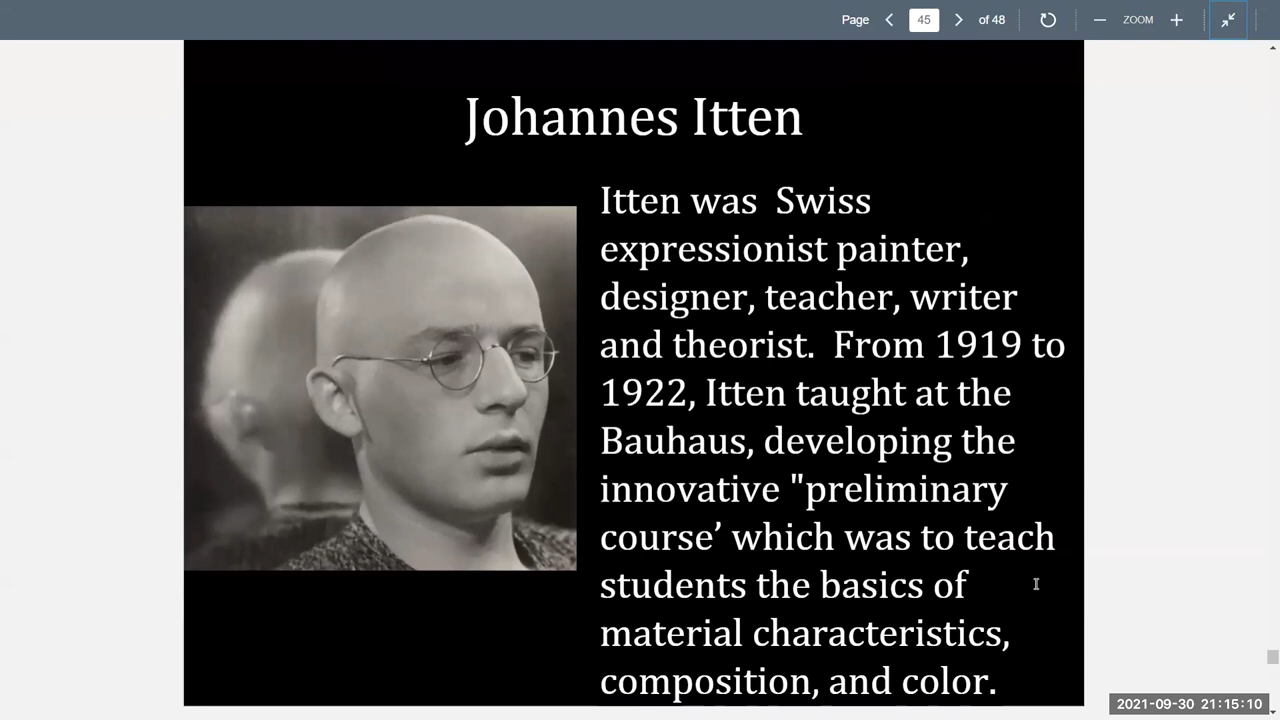 Page 45 of 48 ZOOM
Johannes Itten
Itten was  Swiss
expressionist painter,
designer, teacher, writer
and theorist.  From 1919 to
1922, Itten taught at the
Bauhaus, developing the
innovative "preliminary
course’ which was to teach
students the basics of
material characteristics,
composition, and color.
2021-09-30 21:15:10